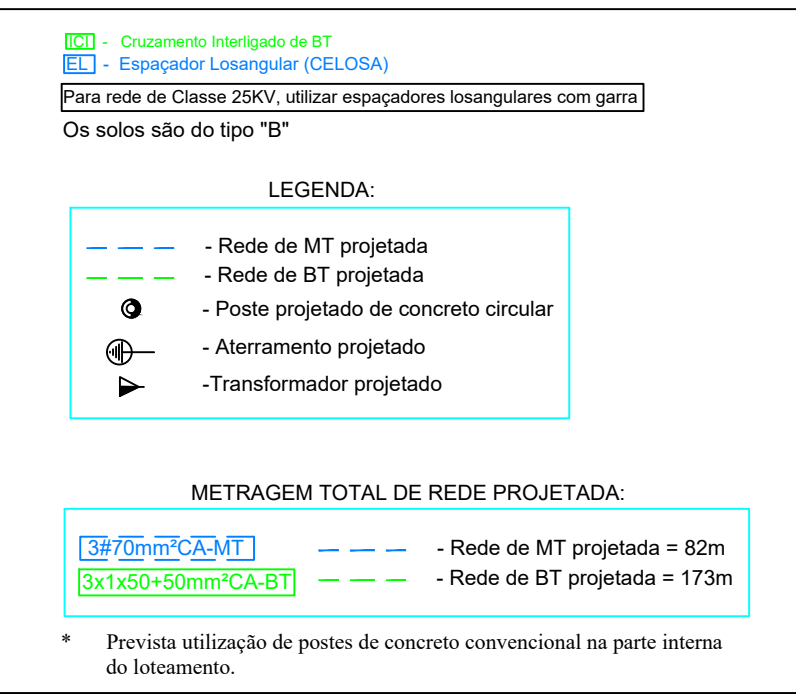 ICI - Cruzamento Interligado de BT
EL - Espaçador Losangular (CELOSA)
Para rede de Classe 25KV, utilizar espaçadores losangulares com garra
Os solos são do tipo "B"
LEGENDA:
- Rede de MT projetada
- Rede de BT projetada
- Poste projetado de concreto circular
- Aterramento projetado
-Transformador projetado
METRAGEM TOTAL DE REDE PROJETADA:
3#70mm²CA-MT - Rede de MT projetada = 82m
3x1x50+50mm²CA-BT - Rede de BT projetada = 173m
* Prevista utilização de postes de concreto convencional na parte interna
do loteamento.